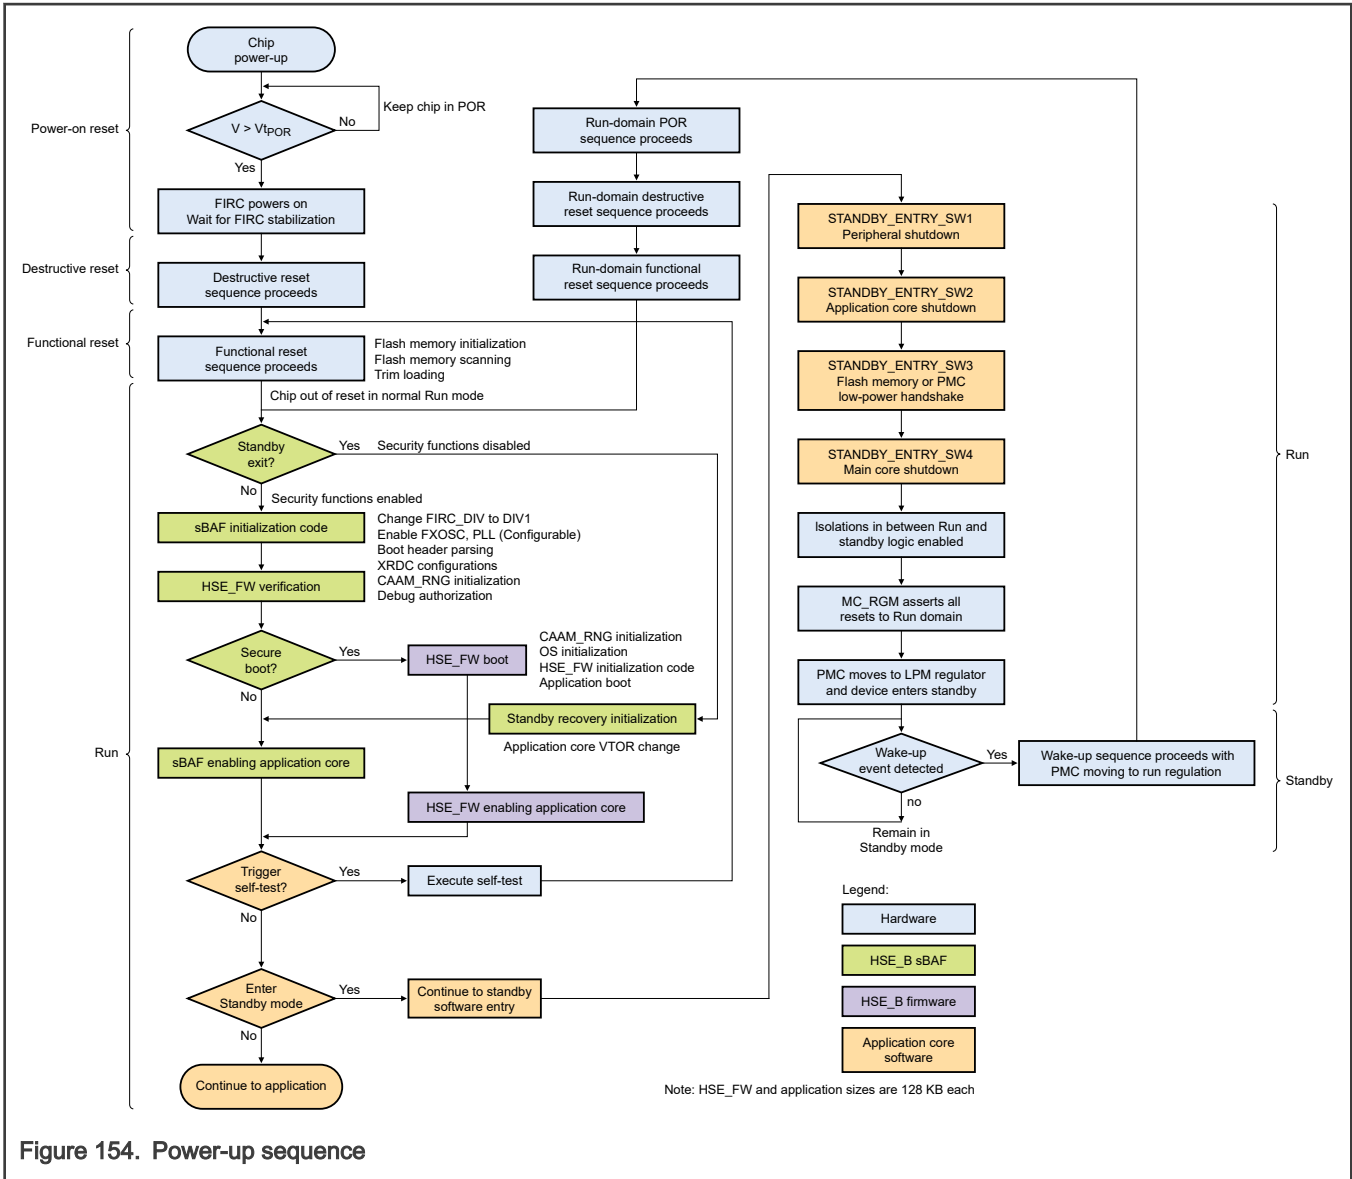 Chip
power-up
Keep chip in POR
Power-on reset
V > VtPOR
No
Yes
FIRC powers on
Wait for FIRC stabilization
Destructive reset
Destructive reset
sequence proceeds
Functional reset
Functional reset
sequence proceeds
Flash memory initialization
Flash memory scanning
Trim loading
Chip out of reset in normal Run mode
Run-domain POR
sequence proceeds
Run-domain destructive
reset sequence proceeds
Run-domain functional
reset sequence proceeds
Standby
exit?
Yes
Security functions disabled
No
Security functions enabled
sBAF initialization code
Change FIRC_DIV to DIV1
Enable FXOSC, PLL (Configurable)
Boot header parsing
XRDC configurations
CAAM_RNG initialization
Debug authorization
HSE_FW verification
Secure
boot?
Yes
No
HSE_FW boot
CAAM_RNG initialization
OS initialization
HSE_FW initialization code
Application boot
Standby recovery initialization
Application core VTOR change
Run
sBAF enabling application core
HSE_FW enabling application core
Trigger
self-test?
Yes
No
Execute self-test
Enter
Standby mode
Yes
No
Continue to standby
software entry
Continue to application
STANDBY_ENTRY_SW1
Peripheral shutdown
STANDBY_ENTRY_SW2
Application core shutdown
STANDBY_ENTRY_SW3
Flash memory or PMC
low-power handshake
STANDBY_ENTRY_SW4
Main core shutdown
Run
Isolations in between Run and
standby logic enabled
MC_RGM asserts all
resets to Run domain
PMC moves to LPM regulator
and device enters standby
Wake-up
event detected
Yes
no
Wake-up sequence proceeds with
PMC moving to run regulation
Standby
Remain in
Standby mode
Legend:
Hardware
HSE_B sBAF
HSE_B firmware
Application core
software
Note: HSE_FW and application sizes are 128 KB each
Figure 154. Power-up sequence